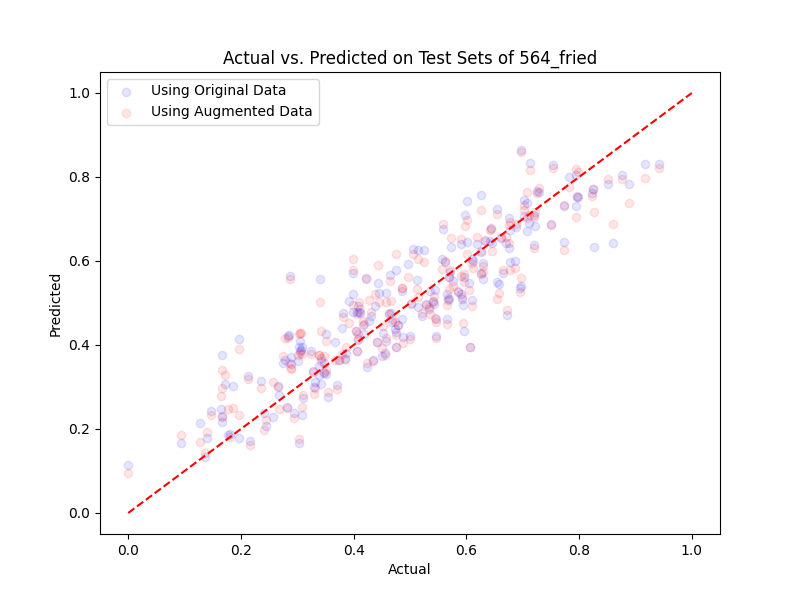 Actual vs. Predicted on Test Sets of 564_fried
Using Original Data
Using Augmented Data
1.0
0.8
0.6
0.4
0.2
0.0
Predicted
0.0 0.2 0.4 0.6 0.8 1.0
Actual